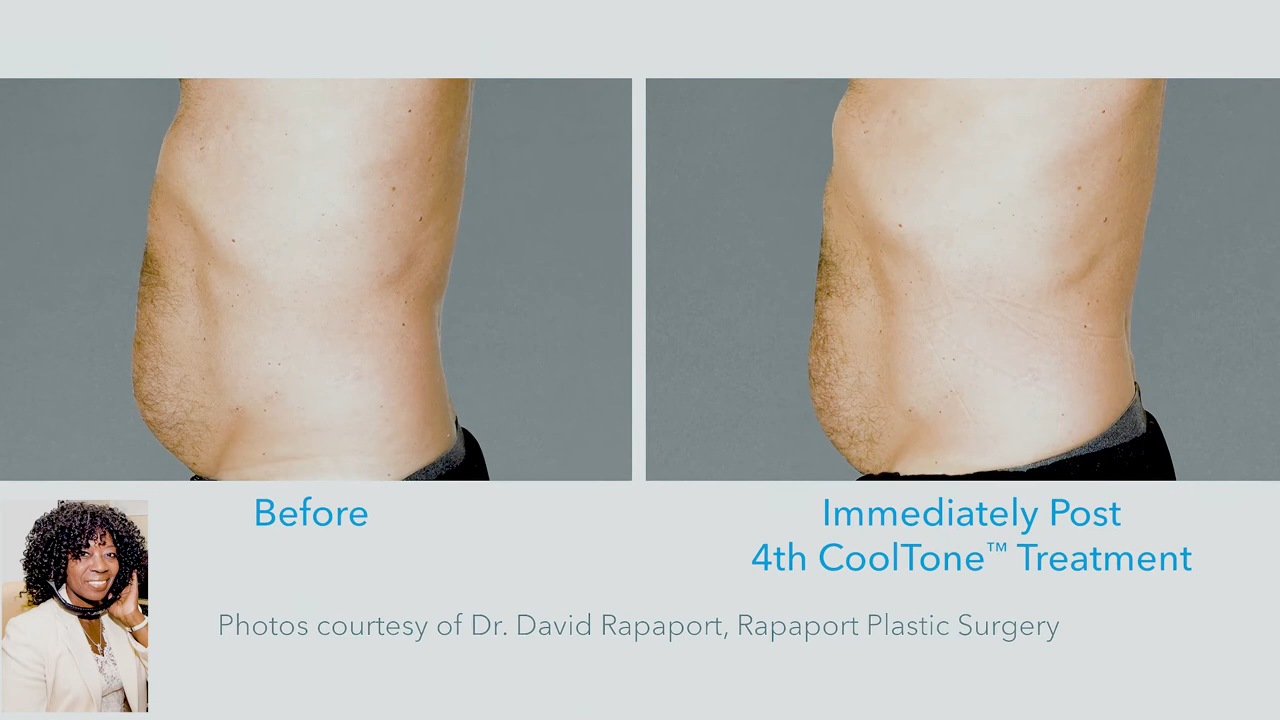 Before
Immediately Post
4th CoolTone™ Treatment
Photos courtesy of Dr. David Rapaport, Rapaport Plastic Surgery